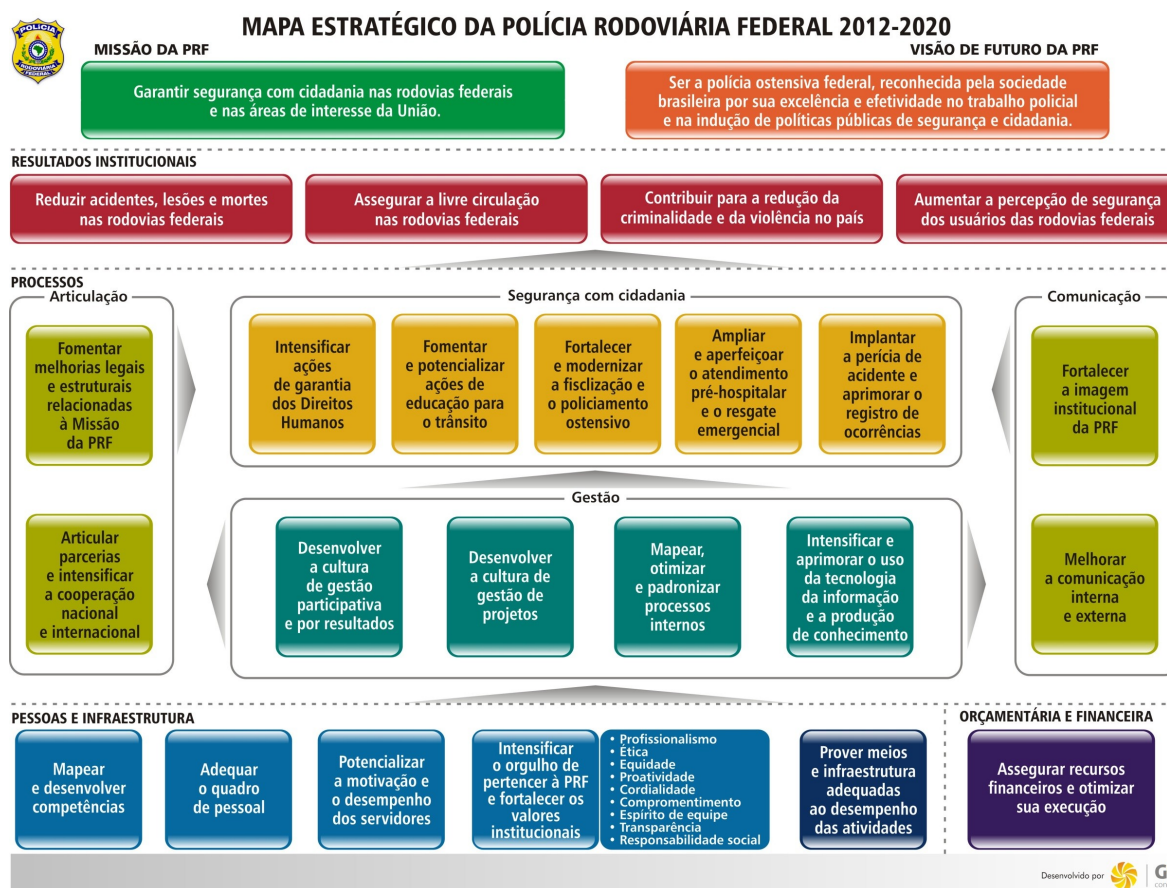 MAPA ESTRATÉGICO DA POLÍCIA RODOVIÁRIA FEDERAL 2012-2020
POLÍCIA
RODOVIÁRIA
FEDERAL
MISSÃO DA PRF
Garantir segurança com cidadania nas rodovias federais
e nas áreas de interesse da União.
VISÃO DE FUTURO DA PRF
Ser a polícia ostensiva federal, reconhecida pela sociedade
brasileira por sua excelência e efetividade no trabalho policial
e na indução de políticas públicas de segurança e cidadania.
RESULTADOS INSTITUCIONAIS
Reduzir acidentes, lesões e mortes
nas rodovias federais
Assegurar a livre circulação
nas rodovias federais
Contribuir para a redução da
criminalidade e da violência no país
Aumentar a percepção de segurança
dos usuários das rodovias federais
PROCESSOS
Articulação
Fomentar
melhorias legais
e estruturais
relacionadas
à Missão
da PRF
Articular
parcerias
e intensificar
a cooperação
nacional
e internacional
Segurança com cidadania
Intensificar
ações
de garantia
dos Direitos
Humanos
Fomentar
e potencializar
ações de
educação para
o trânsito
Fortalecer
e modernizar
a fisclização e
o policiamento
ostensivo
Ampliar
e aperfeiçoar
o atendimento
pré-hospitalar
e o resgate
emergencial
Implantar
a perícia de
acidente e
aprimorar o
registro de
ocorrências
Gestão
Desenvolver
a cultura
de gestão
participativa
e por resultados
Desenvolver
a cultura de
gestão de
projetos
Mapear,
otimizar
e padronizar
processos
internos
Intensificar e
aprimorar o uso
da tecnologia
da informação
e a produção
de conhecimento
Comunicação
Fortalecer
a imagem
institucional
da PRF
Melhorar
a comunicação
interna
e externa
PESSOAS E INFRAESTRUTURA
Mapear
e desenvolver
competências
Adequar
o quadro
de pessoal
Potencializar
a motivação e
o desempenho
dos servidores
Intensificar
o orgulho de
pertencer à PRF
e fortalecer os
valores
institucionais
• Profissionalismo
• Ética
• Equidade
• Proatividade
• Cordialidade
• Compromentimento
• Espírito de equipe
• Transparência
• Responsabilidade social
Prover meios
e infraestrutura
adequadas
ao desempenho
das atividades
ORÇAMENTÁRIA E FINANCEIRA
Assegurar recursos
financeiros e otimizar
sua execução
Desenvolvido por
G
con